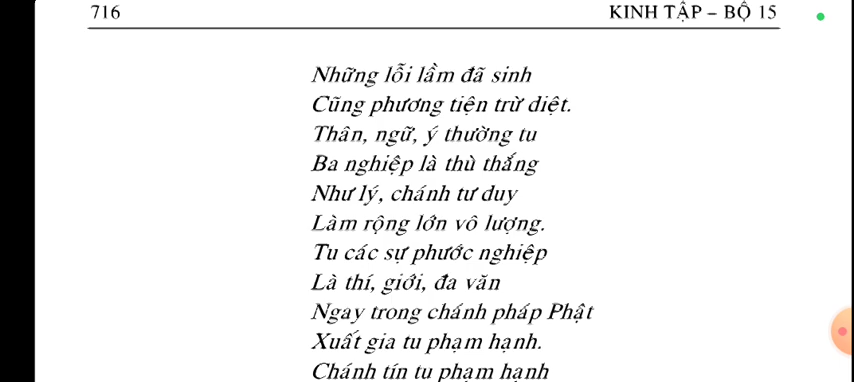 716
KINH TẬP – BỘ 15
Những lỗi lầm đã sinh
Cũng phương tiện trừ diệt.
Thân, ngữ, ý thường tu
Ba nghiệp là thù thắng
Như lý, chánh tư duy
Làm rộng lớn vô lượng.
Tu các sự phước nghiệp
Là thí, giới, đa văn
Ngay trong chánh pháp Phật
Xuất gia tu phạm hạnh.
Chánh tín tu phạm hạnh